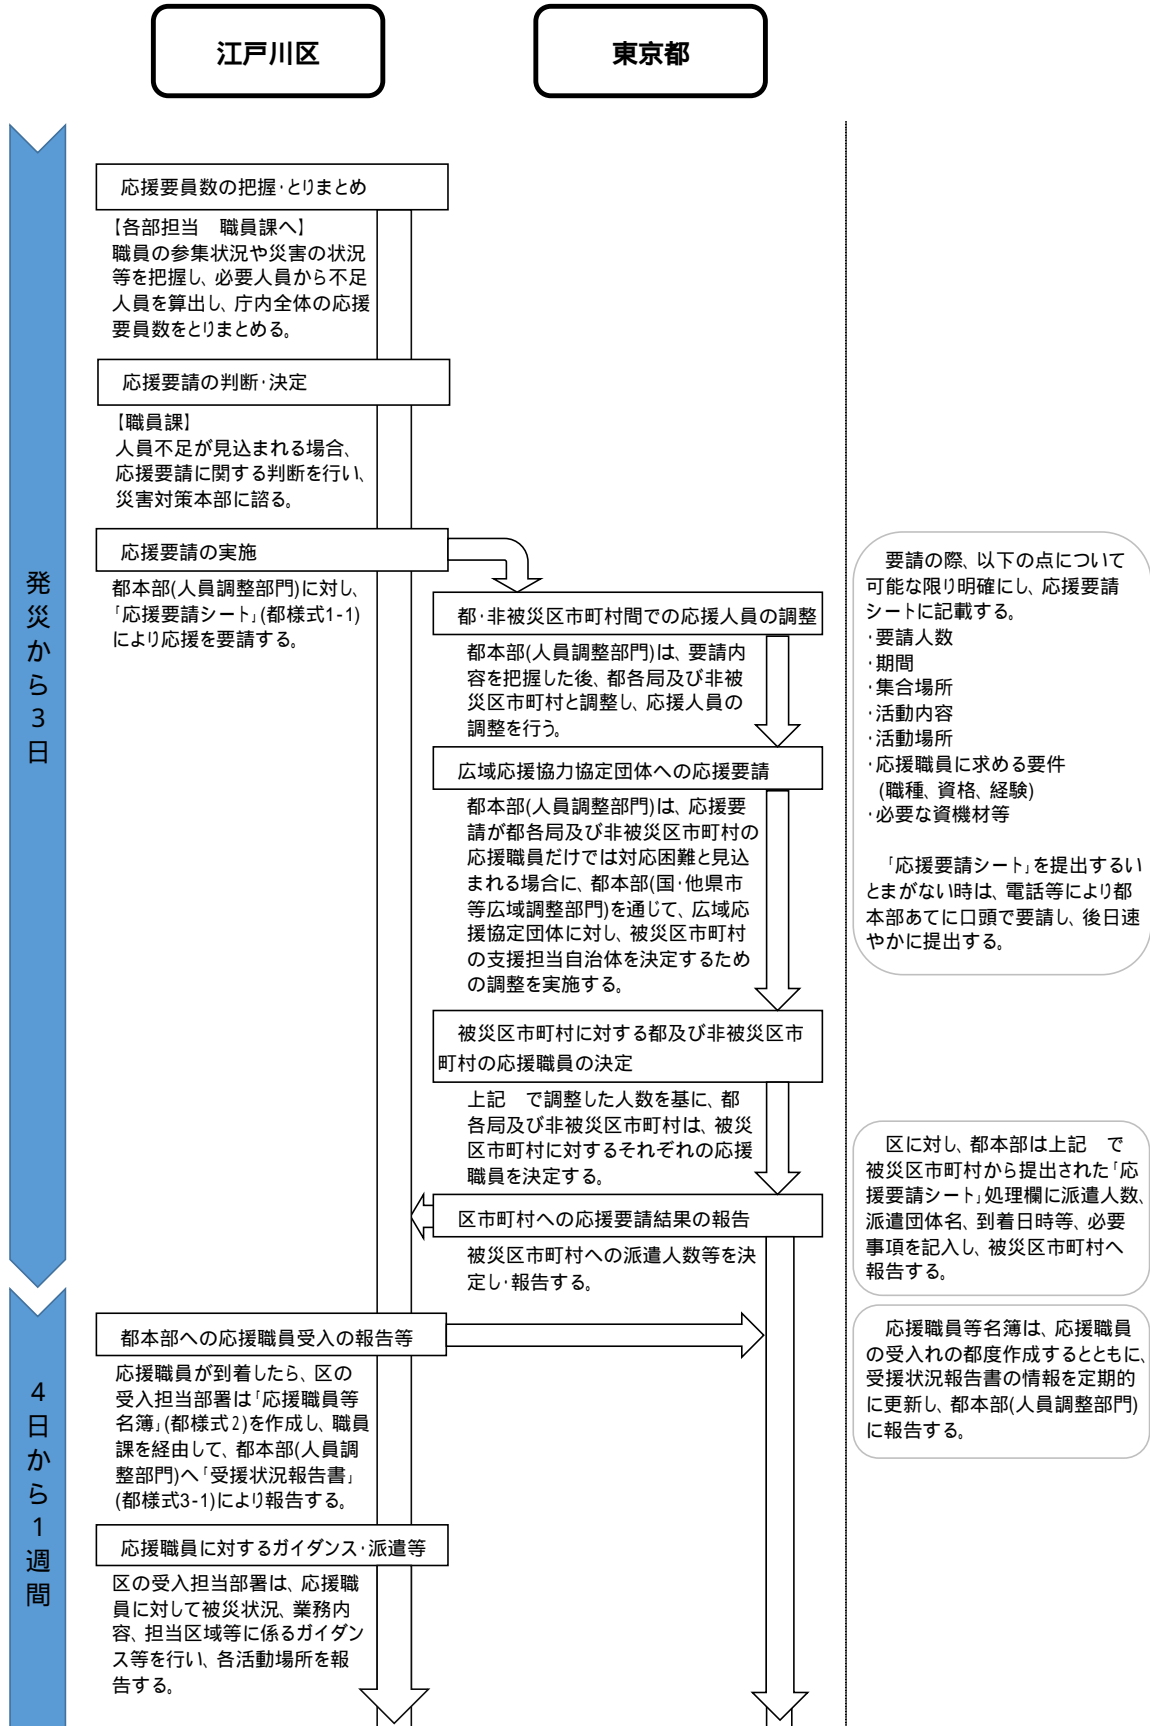 江戸川区
東京都
発災から3日
応援要員数の把握・とりまとめ
【各部担当　職員課へ】
職員の参集状況や災害の状況
等を把握し、必要人員から不足
人員を算出し、庁内全体の応援
要員数をとりまとめる。
応援要請の判断・決定
【職員課】
人員不足が見込まれる場合、
応援要請に関する判断を行い、
災害対策本部に諮る。
応援要請の実施
都本部(人員調整部門)に対し、
「応援要請シート」(都様式1-1)
により応援を要請する。
都・非被災区市町村間での応援人員の調整
都本部(人員調整部門)は、要請内
容を把握した後、都各局及び非被
災区市町村と調整し、応援人員の
調整を行う。
広域応援協力協定団体への応援要請
都本部(人員調整部門)は、応援要
請が都各局及び非被災区市町村の
応援職員だけでは対応困難と見込
まれる場合に、都本部(国・他県市
等広域調整部門)を通じて、広域応
援協定団体に対し、被災区市町村
の支援担当自治体を決定するため
の調整を実施する。
被災区市町村に対する都及び非被災区市
町村の応援職員の決定
上記　で調整した人数を基に、都
各局及び非被災区市町村は、被災
区市町村に対するそれぞれの応援
職員を決定する。
区市町村への応援要請結果の報告
被災区市町村への派遣人数等を決
定し・報告する。
要請の際、以下の点について
可能な限り明確にし、応援要請
シートに記載する。
・要請人数
・期間
・集合場所
・活動内容
・活動場所
・応援職員に求める要件
(職種、資格、経験)
・必要な資機材等
「応援要請シート」を提出するい
とまがない時は、電話等により都
本部あてに口頭で要請し、後日速
やかに提出する。
区に対し、都本部は上記　で
被災区市町村から提出された「応
援要請シート」処理欄に派遣人数、
派遣団体名、到着日時等、必要
事項を記入し、被災区市町村へ
報告する。
4日から1週間
都本部への応援職員受入の報告等
応援職員が到着したら、区の
受入担当部署は「応援職員等
名簿」(都様式2)を作成し、職員
課を経由して、都本部(人員調
整部門)へ「受援状況報告書」
(都様式3-1)により報告する。
応援職員に対するガイダンス・派遣等
区の受入担当部署は、応援職
員に対して被災状況、業務内
容、担当区域等に係るガイダン
ス等を行い、各活動場所を報
告する。
応援職員等名簿は、応援職員
の受入れの都度作成するとともに、
受援状況報告書の情報を定期的
に更新し、都本部(人員調整部門)
に報告する。